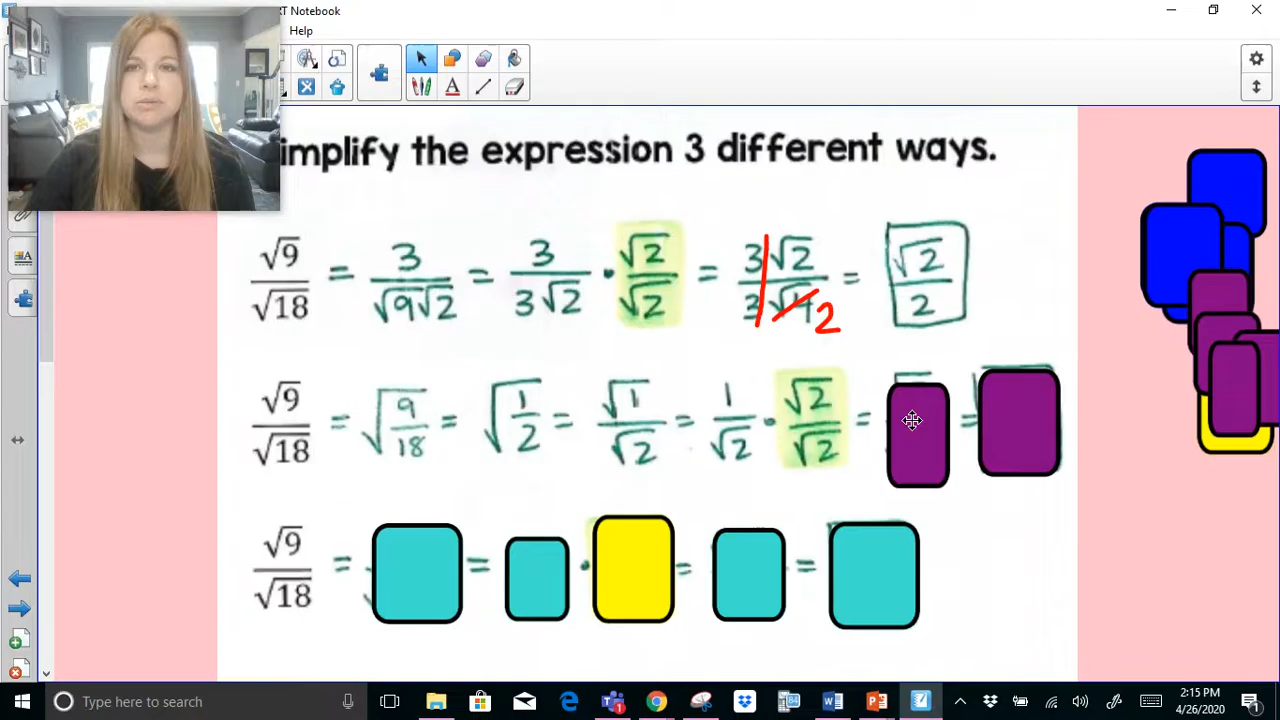 RT Notebook
Help
implify the expression 3 different ways.
√9/√18 = 3/√9√2 = 3/3√2 • √2/√2 = 3√2/3√4 2 = √2/2
√9/√18 = √9/18 = √1/2 = √1/√2 = 1/√2 • √2/√2 = =
√9/√18 = = • = =
Type here to search
2:15 PM
4/26/2020